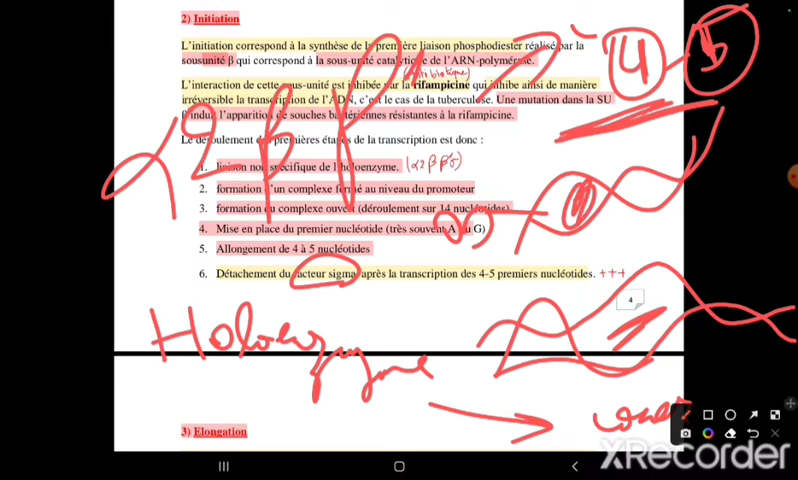 2) Initiation
L'initiation correspond à la synthèse de la première liaison phosphodiester réalisé par la
sousunité β qui correspond à la sous-unité catalytique de l'ARN-polymérase.
(antibiotique)
L'interaction de cette sous-unité est inhibée par la rifampicine qui inhibe ainsi de manière
irréversible la transcription de l'ADN, c'est le cas de la tuberculose. Une mutation dans la SU
β induit l'apparition de souches bactériennes résistantes à la rifampicine.
Le déroulement des premières étapes de la transcription est donc :
1. liaison non spécifique de l'holoenzyme. (α2 β β'σ)
2. formation d'un complexe fermé au niveau du promoteur
3. formation du complexe ouvert (déroulement sur 14 nucléotides)
4. Mise en place du premier nucléotide (très souvent A ou G)
5. Allongement de 4 à 5 nucléotides
6. Détachement du facteur sigma après la transcription des 4-5 premiers nucléotides. +++
α2 β β'
14
4
Holoenzyme
3) Elongation
XRecorder